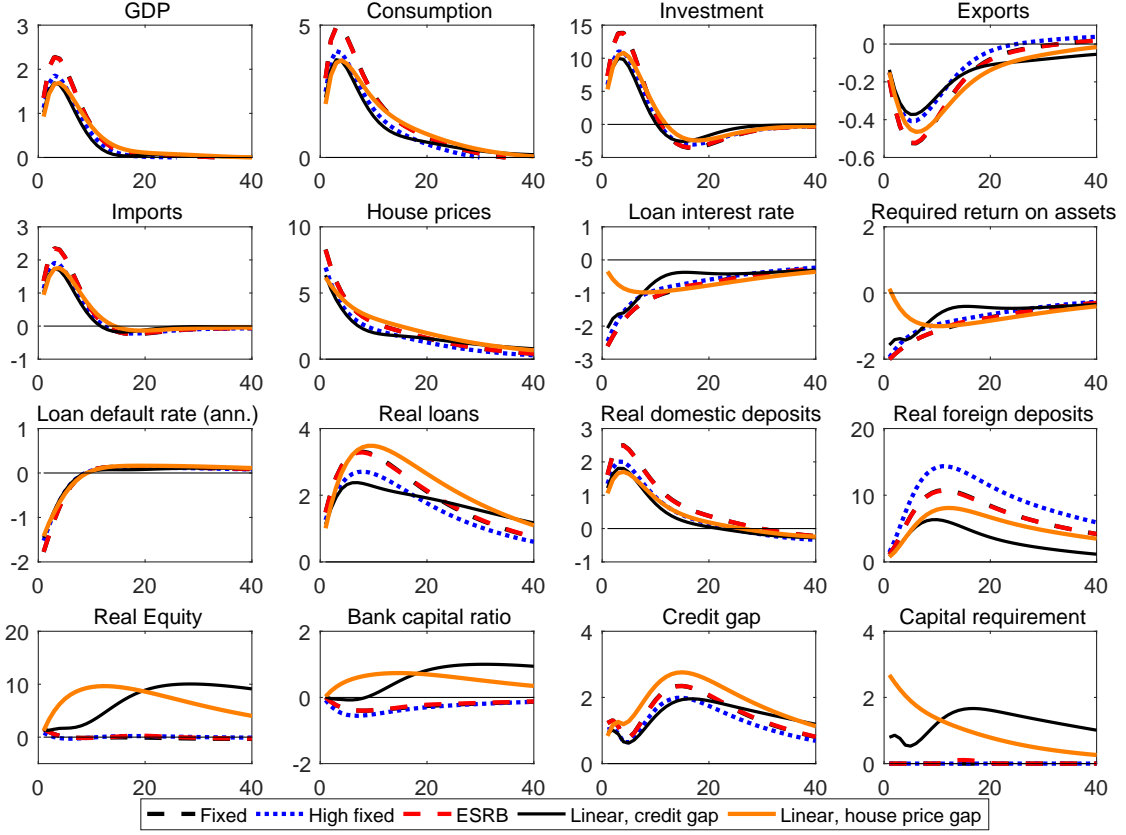 GDP
Consumption
Investment
Exports
3
2
1
0
0 20 40
5
0
0 20 40
15
10
5
0
-5
0 20 40
0
-0.2
-0.4
-0.6
0 20 40
Imports
House prices
Loan interest rate
Required return on assets
3
2
1
0
-1
0 20 40
10
5
0
0 20 40
0
-1
-2
-3
0 20 40
2
0
-2
0 20 40
Loan default rate (ann.)
Real loans
Real domestic deposits
Real foreign deposits
1
0
-1
-2
0 20 40
4
2
0
0 20 40
3
2
1
0
-1
0 20 40
20
10
0
0 20 40
Real Equity
Bank capital ratio
Credit gap
Capital requirement
20
10
0
0 20 40
4
2
0
-2
0 20 40
4
2
0
0 20 40
4
2
0
0 20 40
Fixed High fixed ESRB Linear, credit gap Linear, house price gap